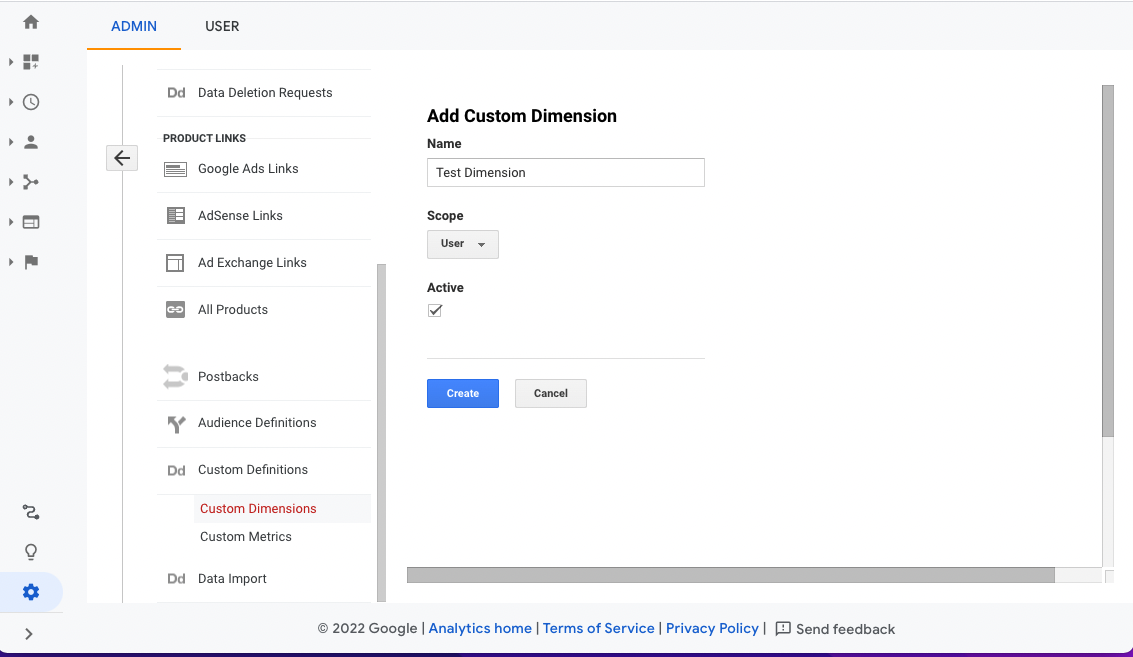 ADMIN
USER
Dd Data Deletion Requests
PRODUCT LINKS
Google Ads Links
AdSense Links
Ad Exchange Links
All Products
Postbacks
Audience Definitions
Dd Custom Definitions
Custom Dimensions
Custom Metrics
Dd Data Import
Add Custom Dimension
Name
Test Dimension
Scope
User
Active
Create
Cancel
© 2022 Google | Analytics home | Terms of Service | Privacy Policy | Send feedback